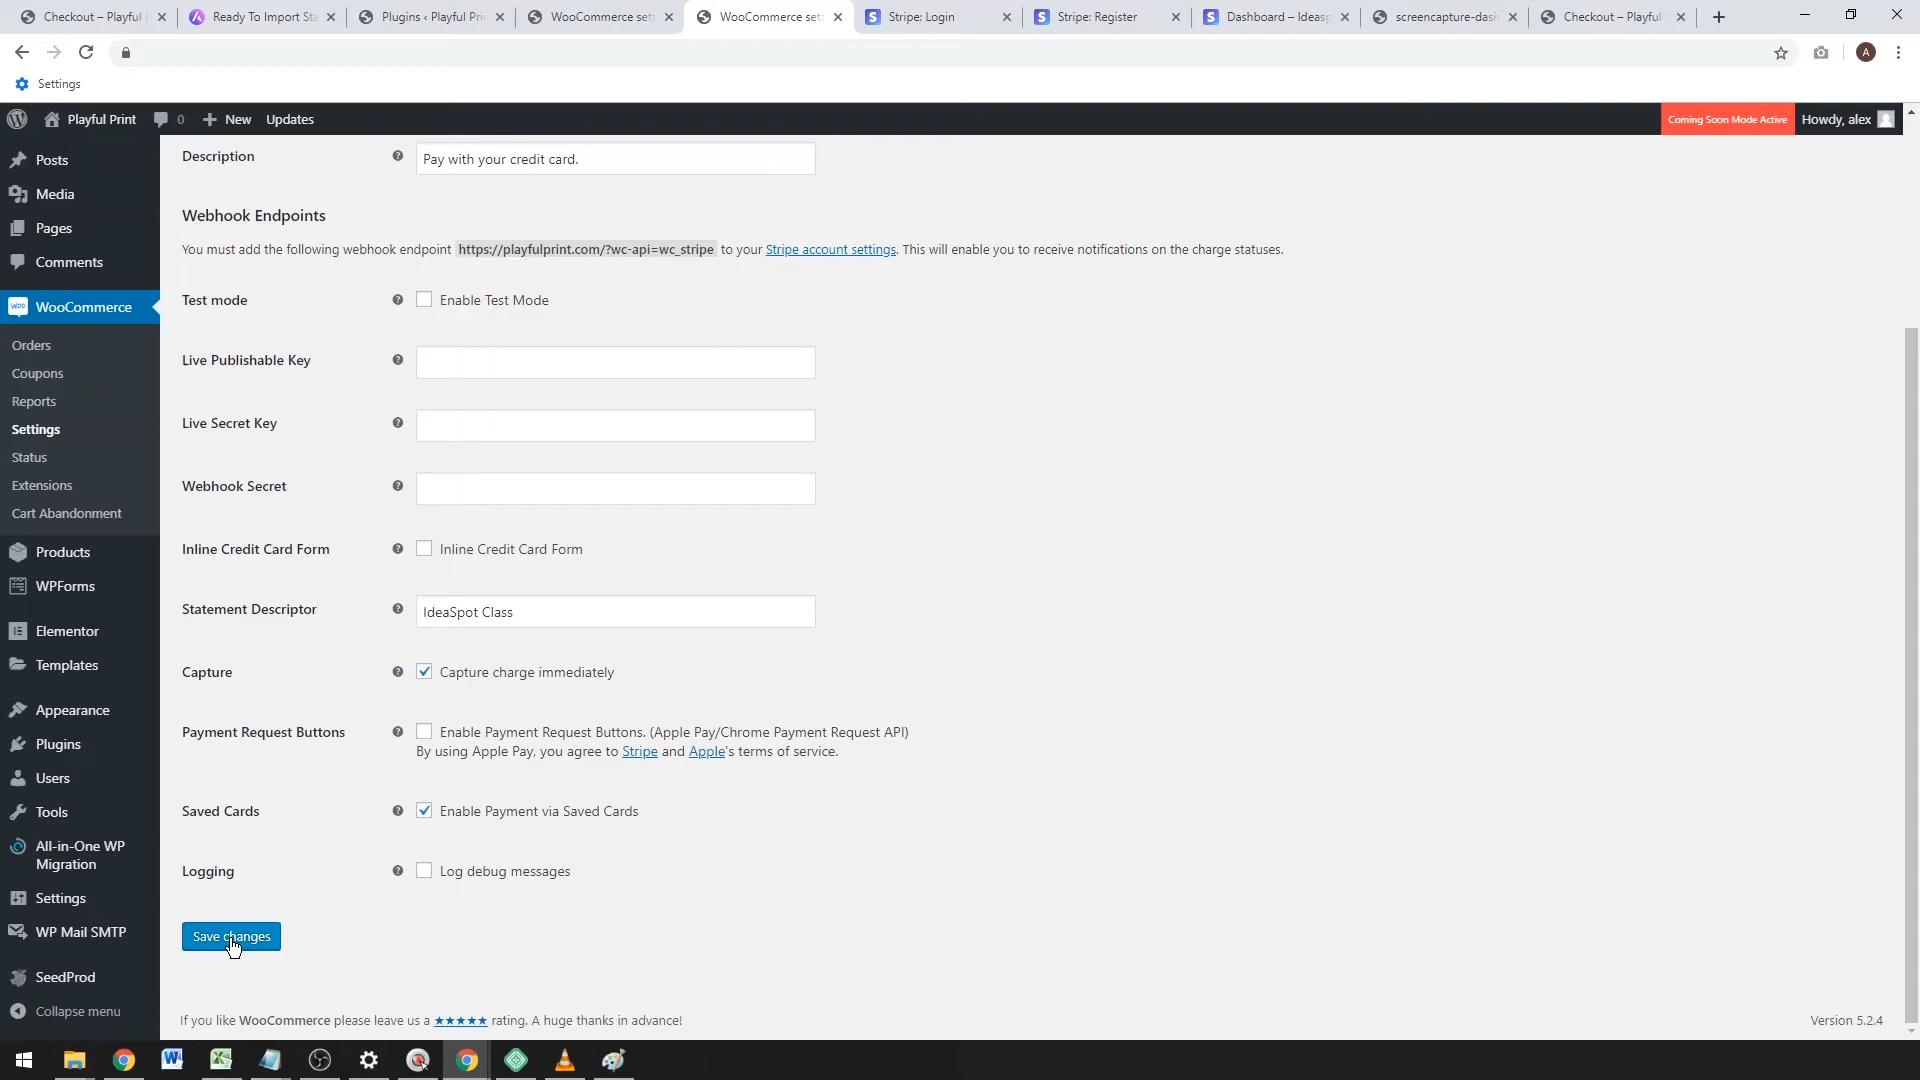 Checkout – Playful
Ready To Import Sta
Plugins ‹ Playful Prin
WooCommerce sett
WooCommerce sett
Stripe: Login
Stripe: Register
Dashboard – Ideasp
screencapture-dash
Checkout – Playful
A
Settings
Playful Print
0
New
Updates
Coming Soon Mode Active
Howdy, alex
Posts
Media
Pages
Comments
WooCommerce
Orders
Coupons
Reports
Settings
Status
Extensions
Cart Abandonment
Products
WPForms
Elementor
Templates
Appearance
Plugins
Users
Tools
All-in-One WP
Migration
Settings
WP Mail SMTP
SeedProd
Collapse menu
Description
Pay with your credit card.
Webhook Endpoints
You must add the following webhook endpoint https://playfulprint.com/?wc-api=wc_stripe to your Stripe account settings. This will enable you to receive notifications on the charge statuses.
Test mode
Enable Test Mode
Live Publishable Key
Live Secret Key
Webhook Secret
Inline Credit Card Form
Inline Credit Card Form
Statement Descriptor
IdeaSpot Class
Capture
Capture charge immediately
Payment Request Buttons
Enable Payment Request Buttons. (Apple Pay/Chrome Payment Request API)
By using Apple Pay, you agree to Stripe and Apple's terms of service.
Saved Cards
Enable Payment via Saved Cards
Logging
Log debug messages
Save changes
If you like WooCommerce please leave us a ★★★★★ rating. A huge thanks in advance!
Version 5.2.4